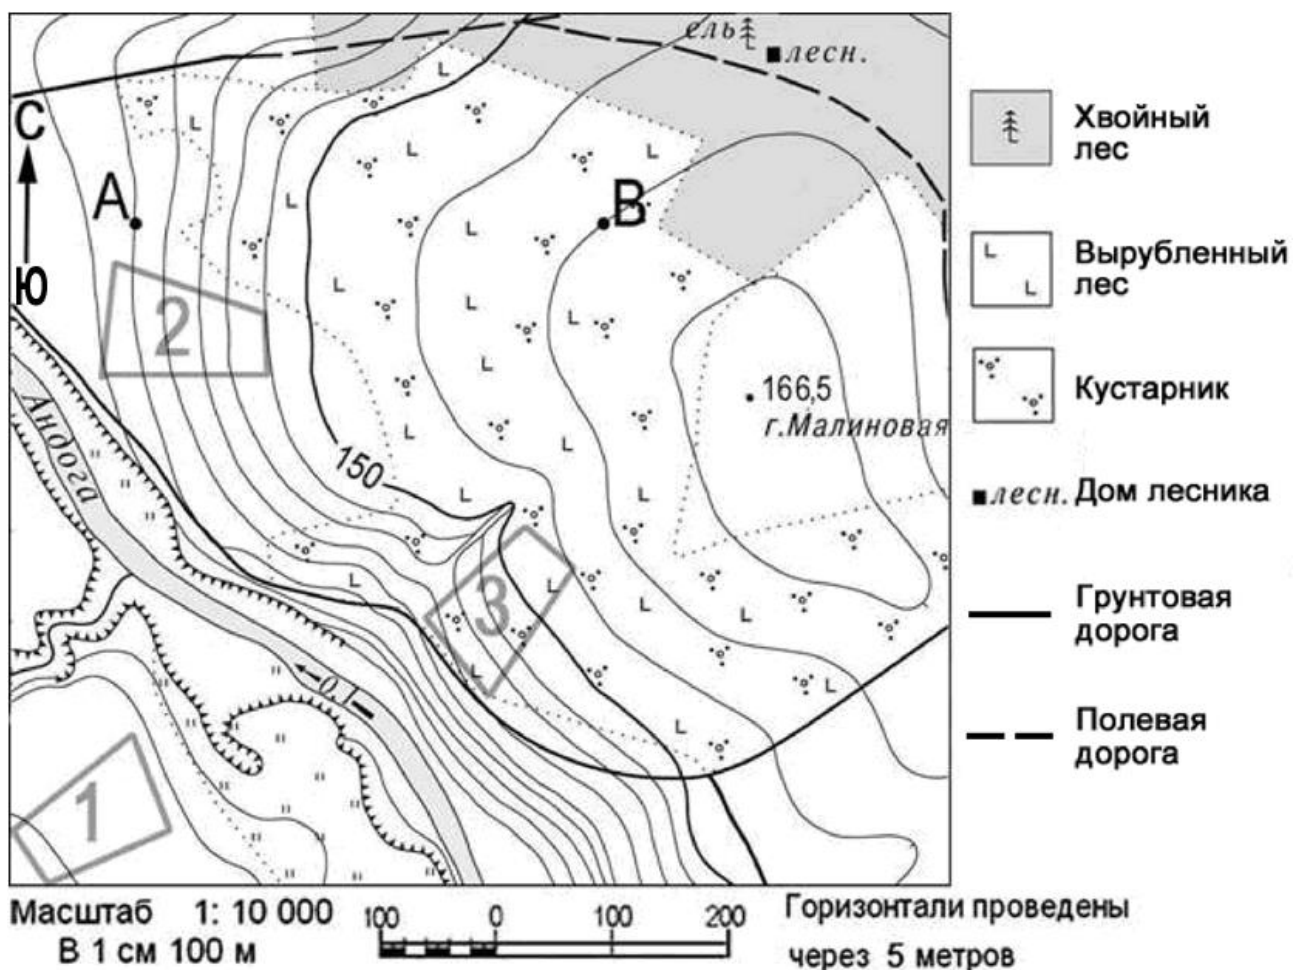 ель
лесн.
С
А
В
Ю
2
166,5
г.Малиновая
Андога
150
3
0,1
1
Хвойный
лес
Вырубленный
лес
Кустарник
лесн. Дом лесника
Грунтовая
дорога
Полевая
дорога
Масштаб 1: 10 000
В 1 см 100 м
100 0 100 200
Горизонтали проведены
через 5 метров